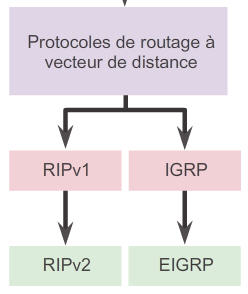 Protocoles de routage à
vecteur de distance
RIPv1
IGRP
RIPv2
EIGRP